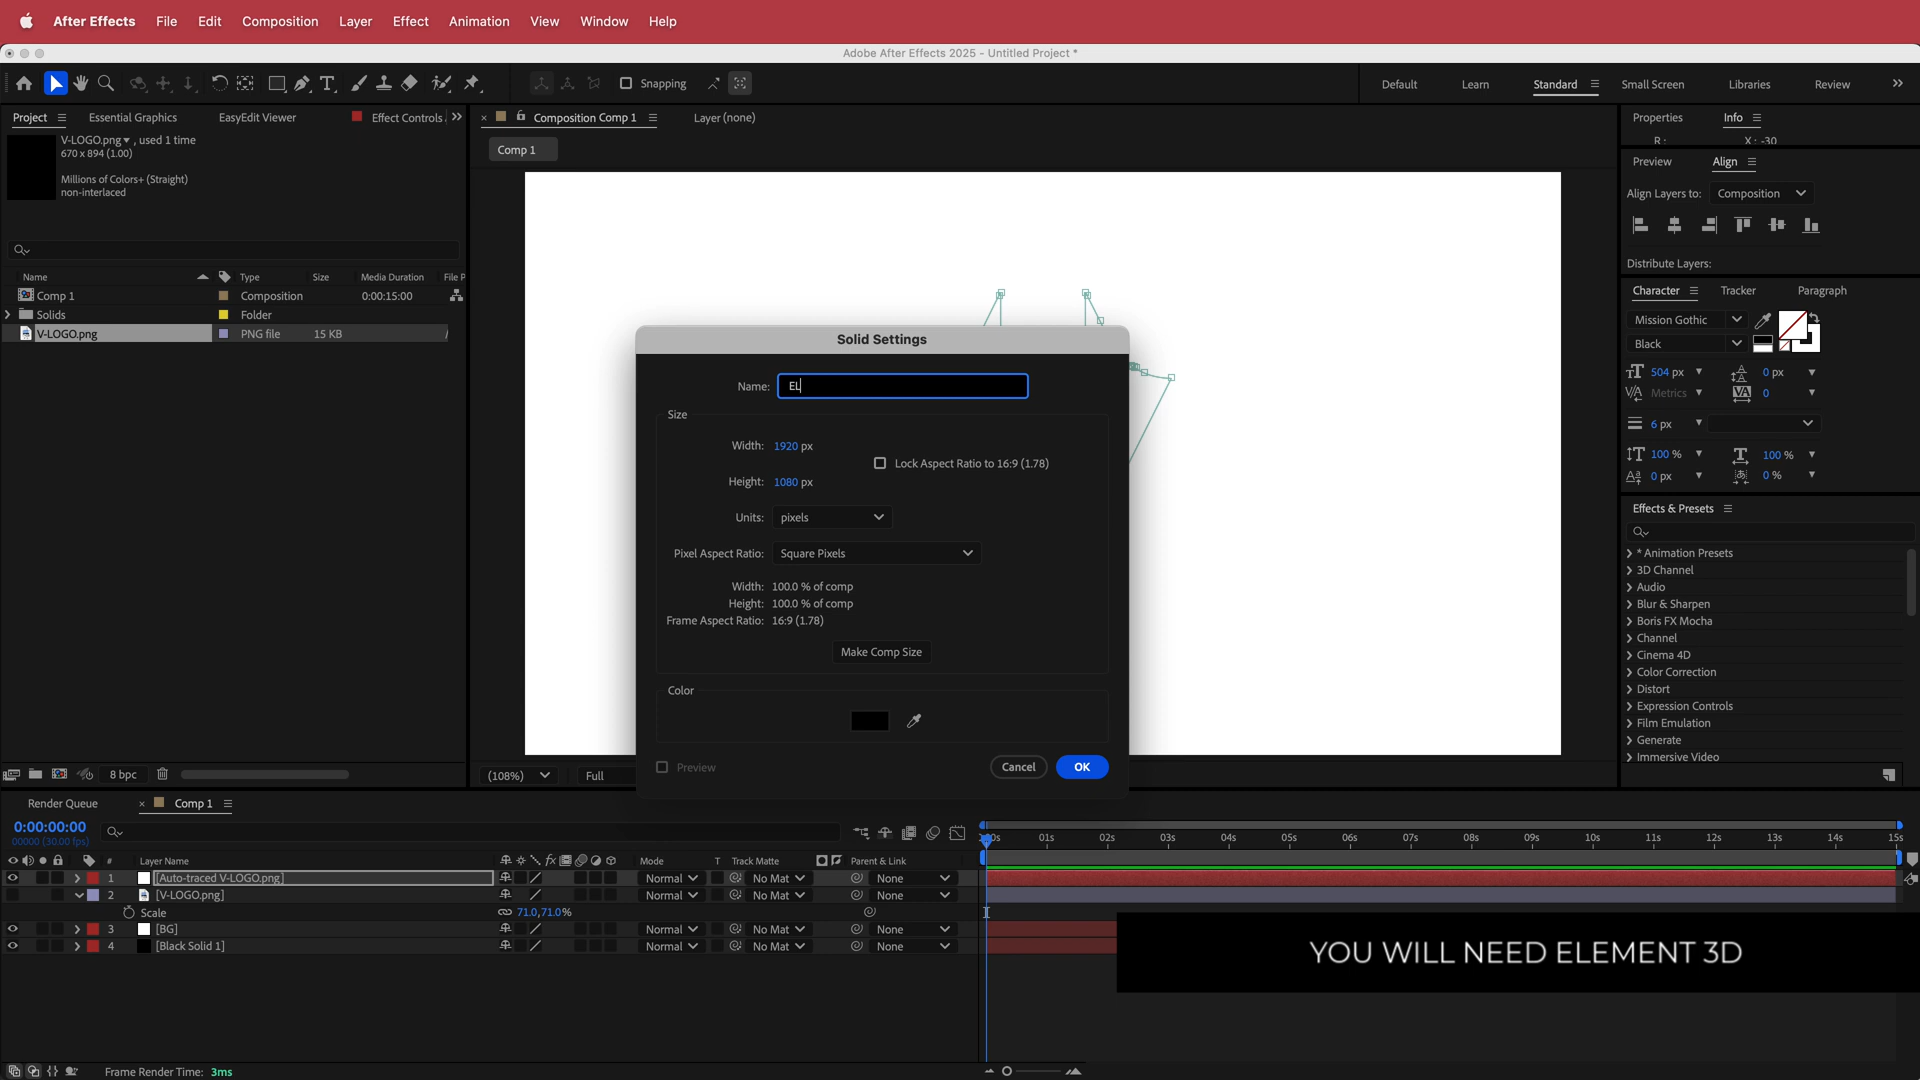 After Effects File Edit Composition Layer Effect Animation View Window Help
Adobe After Effects 2025 - Untitled Project *
Snapping Default Learn Standard Small Screen Libraries Review
Project Essential Graphics EasyEdit Viewer Effect Controls
V-LOGO.png , used 1 time
670 x 894 (1.00)
Millions of Colors+ (Straight)
non-interlaced
Name Type Size Media Duration File P
Comp 1 Composition 0:00:15:00
Solids Folder
V-LOGO.png PNG file 15 KB /
8 bpc
Composition Comp 1 Layer (none)
Comp 1
Solid Settings
Name: EL
Size
Width: 1920 px
Lock Aspect Ratio to 16:9 (1.78)
Height: 1080 px
Units: pixels
Pixel Aspect Ratio: Square Pixels
Width: 100.0 % of comp
Height: 100.0 % of comp
Frame Aspect Ratio: 16:9 (1.78)
Make Comp Size
Color
Preview Cancel OK
(108%) Full
Properties Info
R : X : -30
Preview Align
Align Layers to: Composition
Distribute Layers:
Character Tracker Paragraph
Mission Gothic
Black
504 px 0 px
Metrics 0
6 px
100 % 100 %
0 px 0 %
Effects & Presets
* Animation Presets
3D Channel
Audio
Blur & Sharpen
Boris FX Mocha
Channel
Cinema 4D
Color Correction
Distort
Expression Controls
Film Emulation
Generate
Immersive Video
Render Queue Comp 1
0:00:00:00
00000 (30.00 fps)
01s 02s 03s 04s 05s 06s 07s 08s 09s 10s 11s 12s 13s 14s 15s
# Layer Name Mode T Track Matte Parent & Link
1 [Auto-traced V-LOGO.png] Normal No Mat None
2 [V-LOGO.png] Normal No Mat None
Scale 71.0,71.0%
3 [BG] Normal No Mat None
4 [Black Solid 1] Normal No Mat None
YOU WILL NEED ELEMENT 3D
Frame Render Time: 3ms